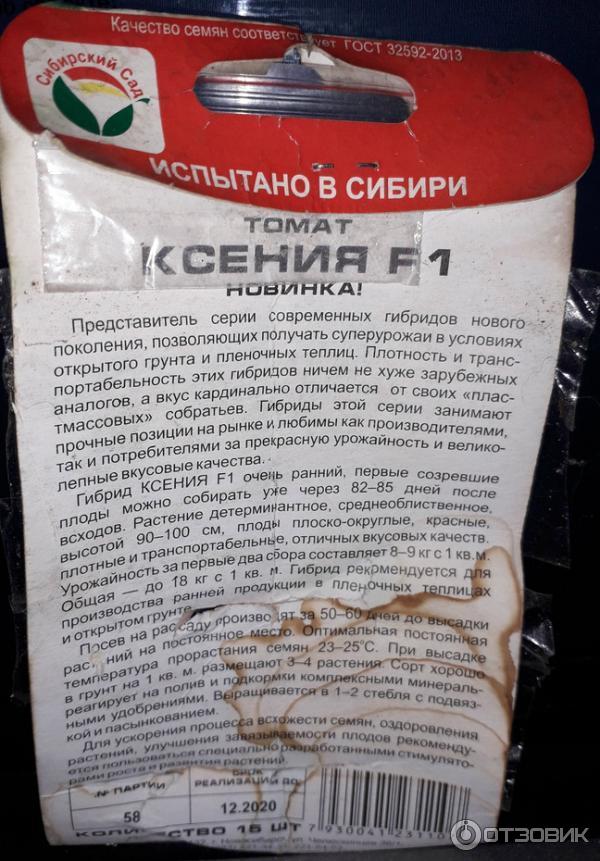 Качество семян соответствует ГОСТ 32592-2013
Сибирский Сад
ИСПЫТАНО В СИБИРИ
ТОМАТ
КСЕНИЯ F1
НОВИНКА!
Представитель серии современных гибридов нового
поколения, позволяющих получать суперурожаи в условиях
открытого грунта и пленочных теплиц. Плотность и транс-
портабельность этих гибридов ничем не хуже зарубежных
аналогов, а вкус кардинально отличается от своих «плас-
тмассовых» собратьев. Гибриды этой серии занимают
прочные позиции на рынке и любимы как производителями,
так и потребителями за прекрасную урожайность и велико-
лепные вкусовые качества.
Гибрид КСЕНИЯ F1 очень ранний, первые созревшие
плоды можно собирать уже через 82–85 дней после
всходов. Растение детерминантное, среднеоблиственное,
высотой 90–100 см, плоды плоско-округлые, красные,
плотные и транспортабельные, отличных вкусовых качеств.
Урожайность за первые два сбора составляет 8–9 кг с 1 кв.м.
Общая — до 18 кг с 1 кв. м. Гибрид рекомендуется для
производства ранней продукции в пленочных теплицах
и открытом грунте.
Посев на рассаду производят за 50–60 дней до высадки
растений на постоянное место. Оптимальная постоянная
температура прорастания семян 23–25°С. При высадке
в грунт на 1 кв. м. размещают 3–4 растения. Сорт хорошо
реагирует на полив и подкормки комплексными минераль-
ными удобрениями. Выращивается в 1–2 стебля с подвяз-
кой и пасынкованием.
Для ускорения процесса всхожести семян, оздоровления
растений, улучшения завязываемости плодов рекоменду-
ется пользоваться специально разработанными стимулято-
рами роста и развития растений.
№ ПАРТИИ
СРОК
РЕАЛИЗАЦИИ ДО:
58
12.2020
КОЛИЧЕСТВО 15 ШТ
7 930041 23110
г. Новосибирск
ОТЗОВИК